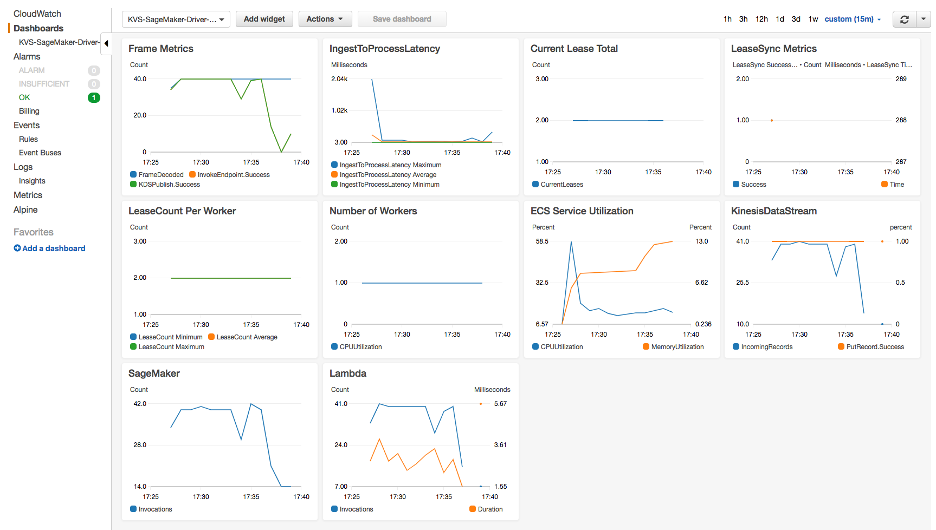 CloudWatch
Dashboards
KVS-SageMaker-Driver-
Alarms
ALARM 0
INSUFFICIENT 0
OK 1
Billing
Events
Rules
Event Buses
Logs
Insights
Metrics
Alpine
Favorites
Add a dashboard
KVS-SageMaker-Driver-...
Add widget
Actions
Save dashboard
1h 3h 12h 1d 3d 1w custom (15m)
Frame Metrics
Count
40.0
20.0
0
17:25 17:30 17:35 17:40
FrameDecoded InvokeEndpoint.Success
KDSPublish.Success
IngestToProcessLatency
Milliseconds
2.04k
1.02k
3.00
17:25 17:30 17:35 17:40
IngestToProcessLatency Maximum
IngestToProcessLatency Average
IngestToProcessLatency Minimum
Current Lease Total
Count
3.00
2.00
1.00
17:25 17:30 17:35 17:40
CurrentLeases
LeaseSync Metrics
LeaseSync Success... • Count Milliseconds • LeaseSync Ti...
2.00 269
1.00 268
0 267
17:25 17:30 17:35 17:40
Success Time
LeaseCount Per Worker
Count
3.00
2.00
1.00
17:25 17:30 17:35 17:40
LeaseCount Minimum LeaseCount Average
LeaseCount Maximum
Number of Workers
Count
2.00
1.00
0
17:25 17:30 17:35 17:40
CPUUtilization
ECS Service Utilization
Percent Percent
58.5 13.0
32.6 6.62
6.57 0.236
17:25 17:30 17:35 17:40
CPUUtilization MemoryUtilization
KinesisDataStream
Count percent
41.0 1.00
25.5 0.5
10.0 0
17:25 17:30 17:35 17:40
IncomingRecords PutRecord.Success
SageMaker
Count
42.0
28.0
14.0
17:25 17:30 17:35 17:40
Invocations
Lambda
Count Milliseconds
41.0 5.67
24.0 3.61
7.00 1.55
17:25 17:30 17:35 17:40
Invocations Duration